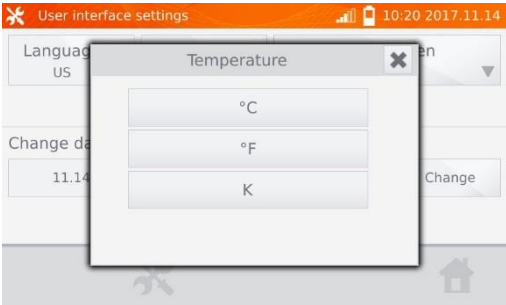 User interface settings 10:20 2017.11.14
Languag en
US
Temperature
°C
°F
K
Change da
11.14 Change